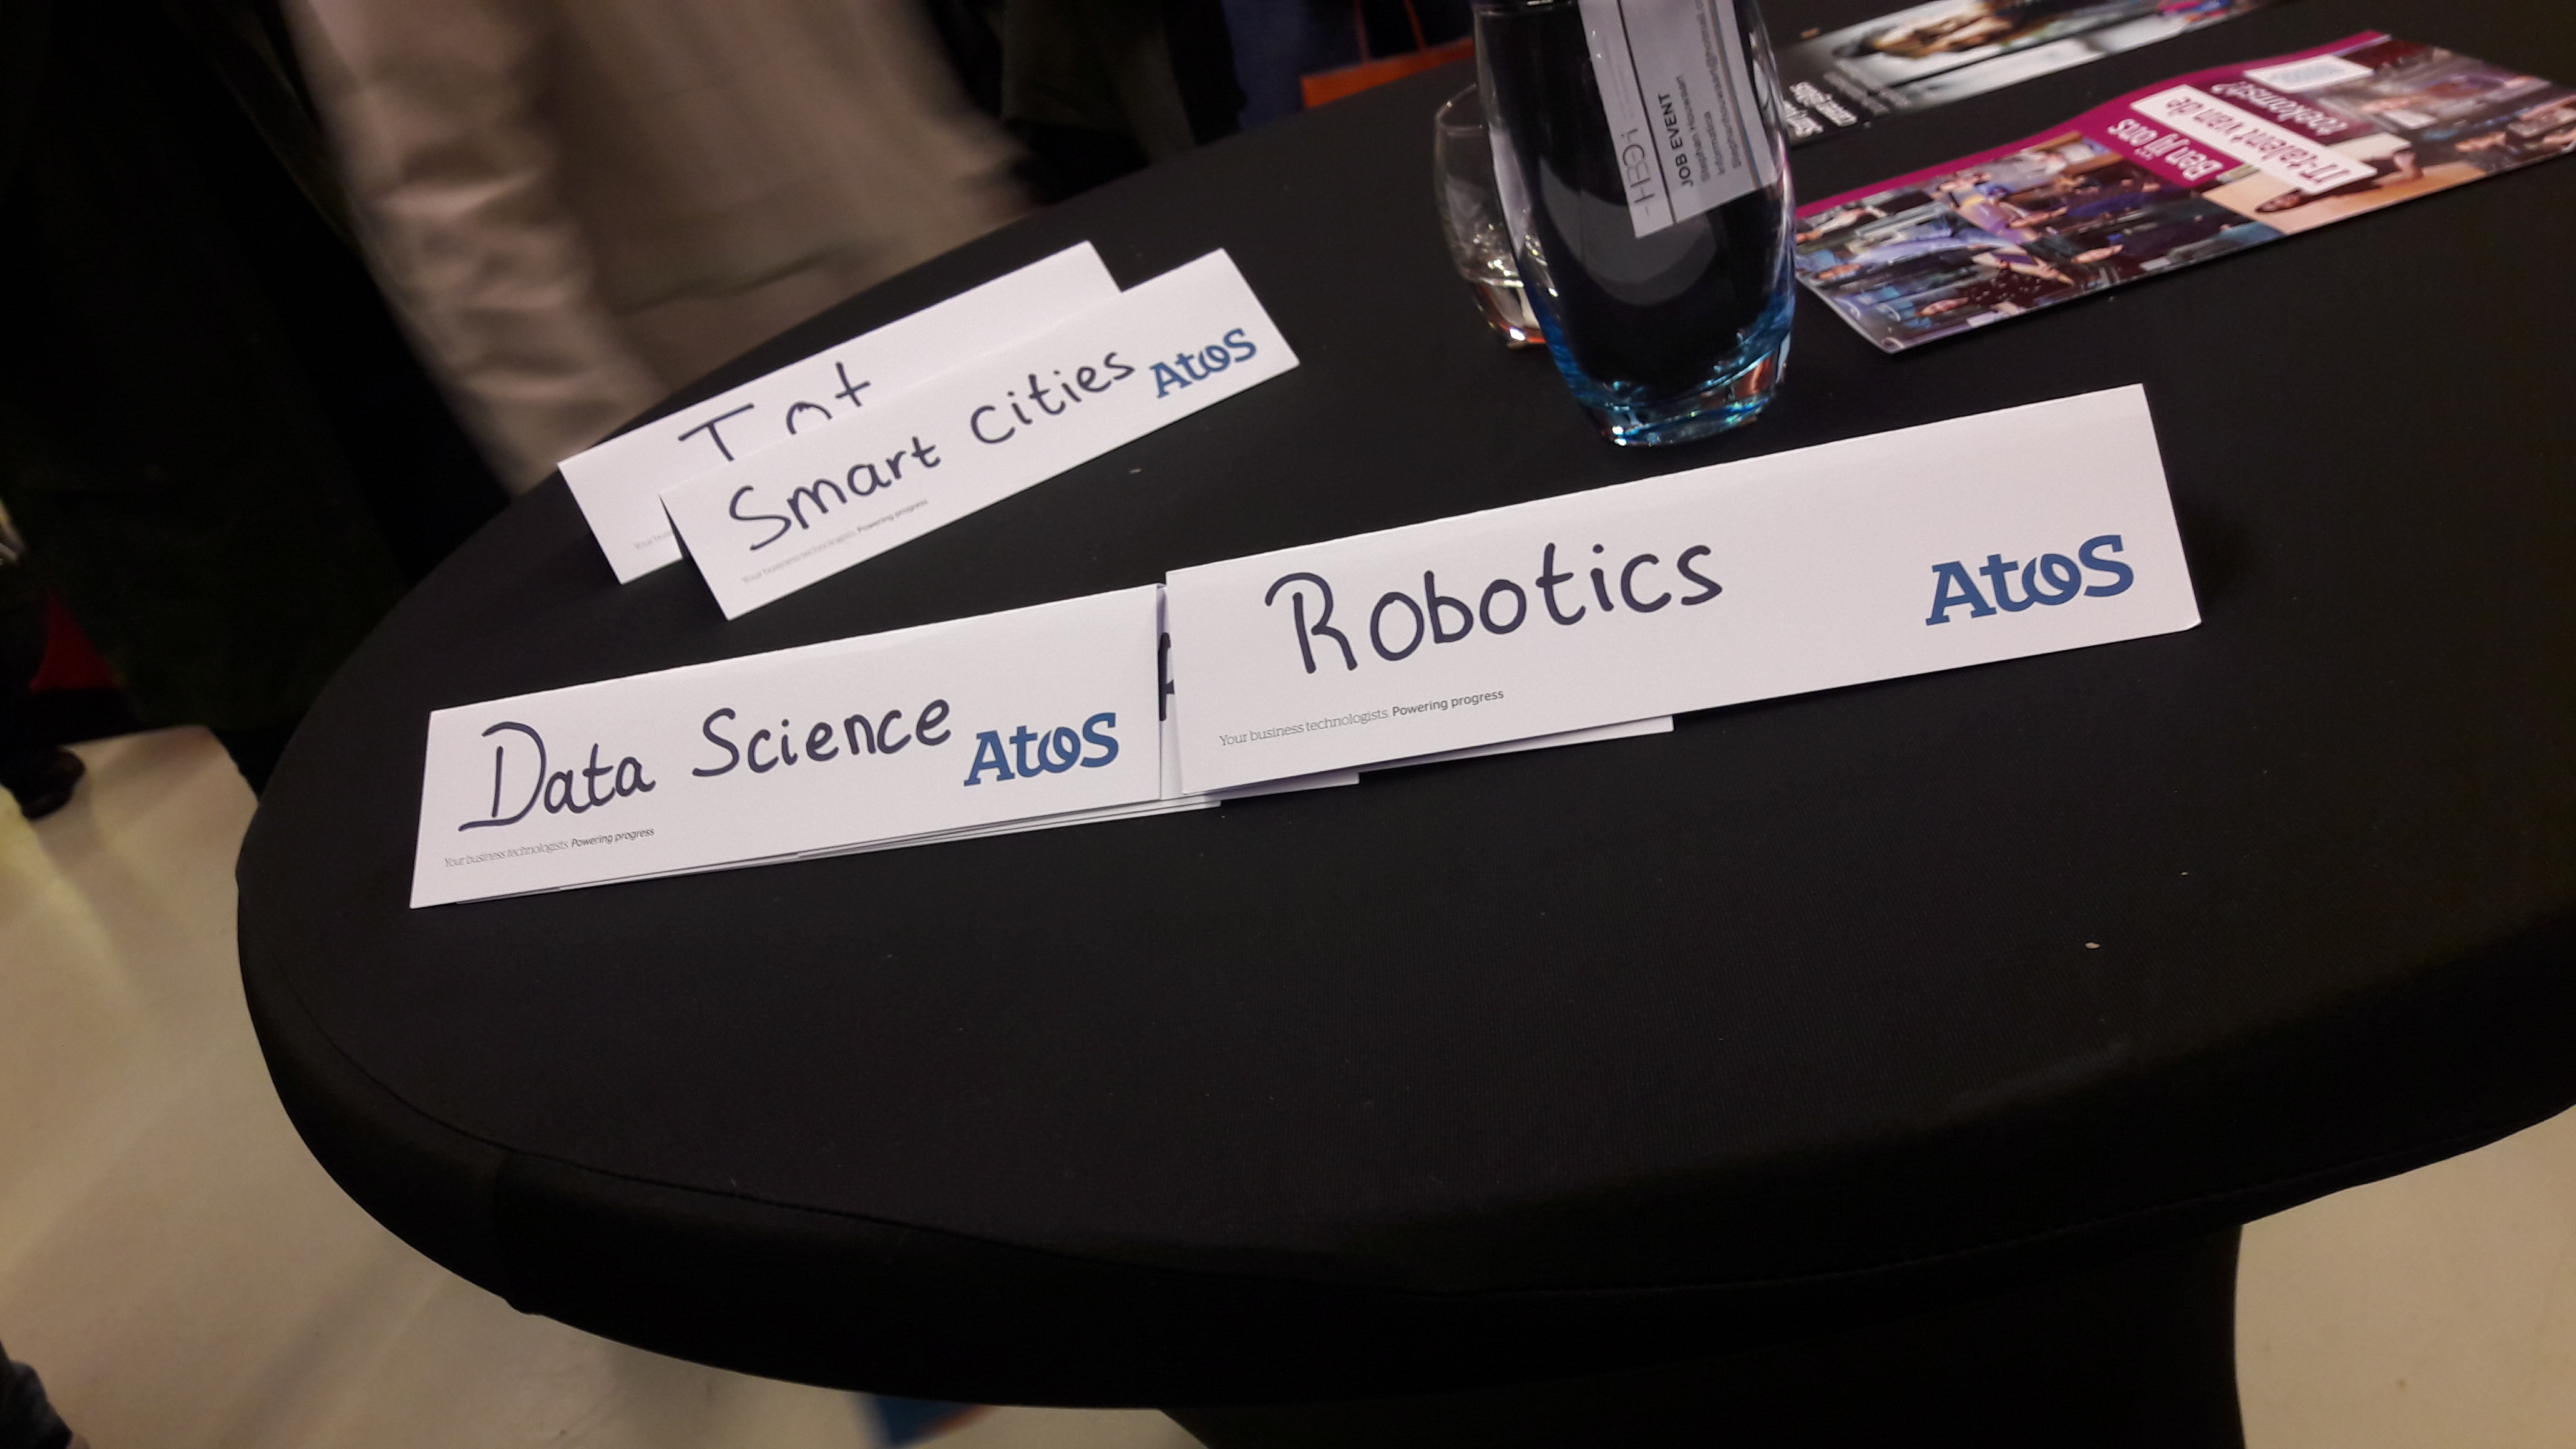 Smart Cities
Atos
Your business technologists. Powering progress
Robotics
Atos
Your business technologists. Powering progress
Data Science
Atos
Your business technologists. Powering progress
JOB EVENT
Ben jij ons
IT-talent van de
toekomst?